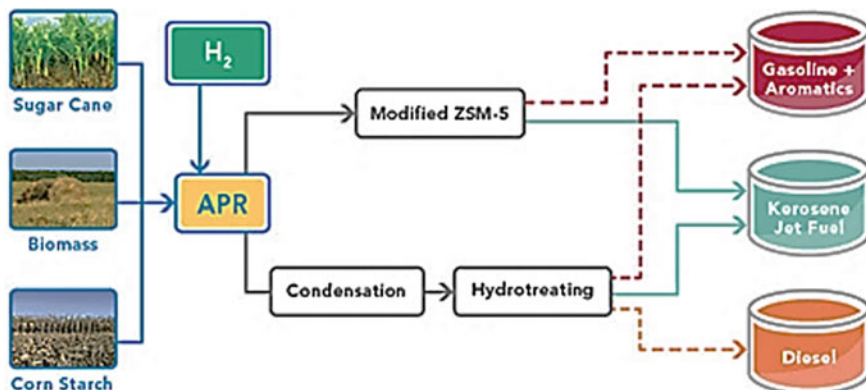 Sugar Cane
Biomass
Corn Starch
H₂
APR
Modified ZSM-5
Condensation
Hydrotreating
Gasoline +
Aromatics
Kerosene
Jet Fuel
Diesel